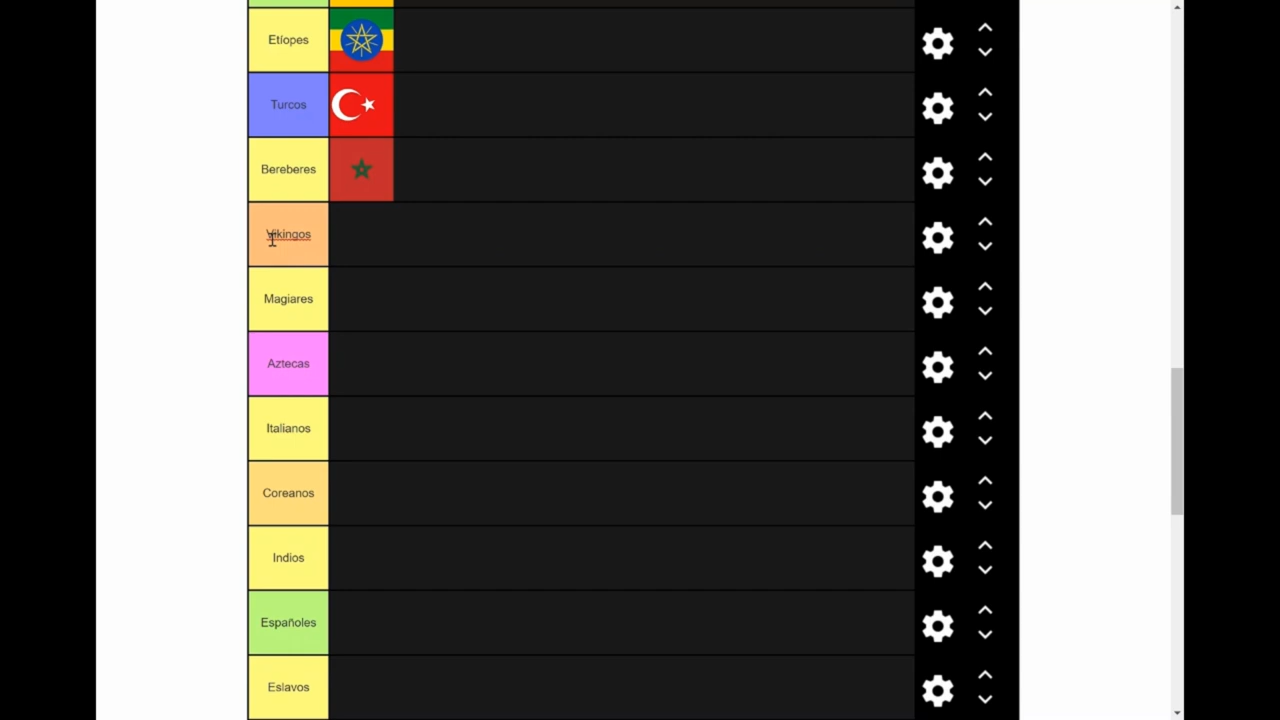 Etíopes
Turcos
Bereberes
Vikingos
Magiares
Aztecas
Italianos
Coreanos
Indios
Españoles
Eslavos